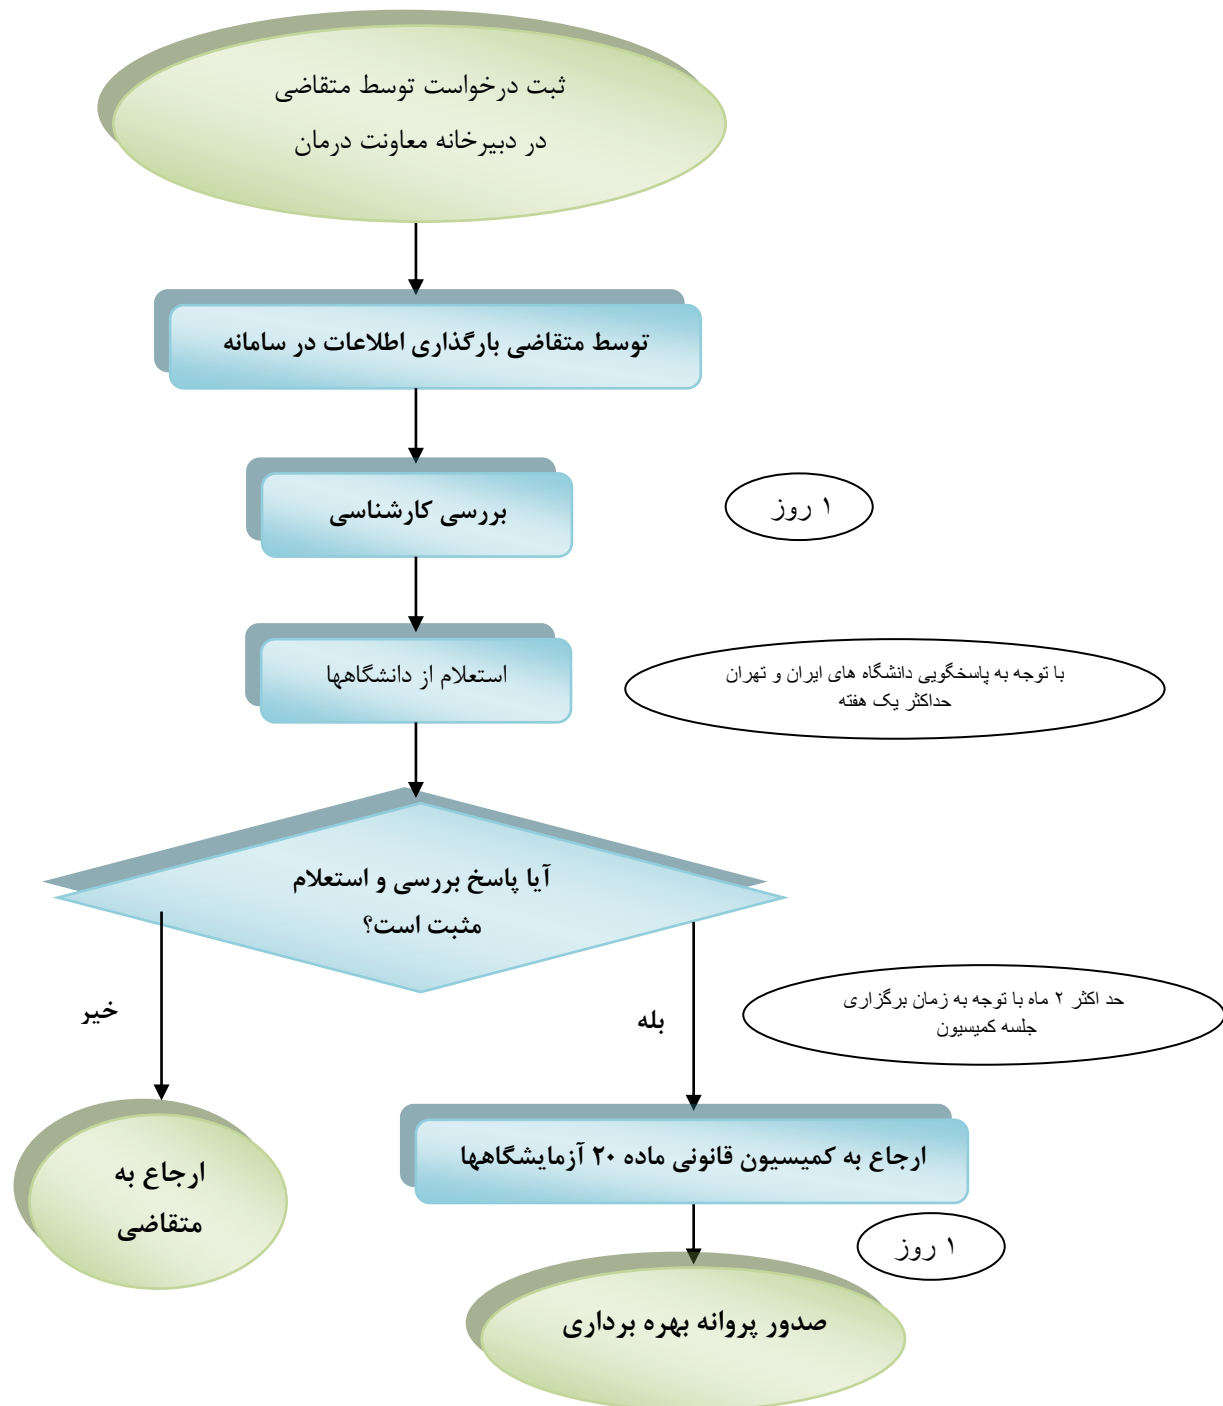 ثبت درخواست توسط متقاضی
در دبیرخانه معاونت درمان
توسط متقاضی بارگذاری اطلاعات در سامانه
بررسی کارشناسی
۱ روز
استعلام از دانشگاهها
با توجه به پاسخگویی دانشگاه های ایران و تهران
حداکثر یک هفته
آیا پاسخ بررسی و استعلام
مثبت است؟
خیر
بله
حد اکثر ۲ ماه با توجه به زمان برگزاری
جلسه کمیسیون
ارجاع به کمیسیون قانونی ماده ۲۰ آزمایشگاهها
ارجاع به
متقاضی
۱ روز
صدور پروانه بهره برداری